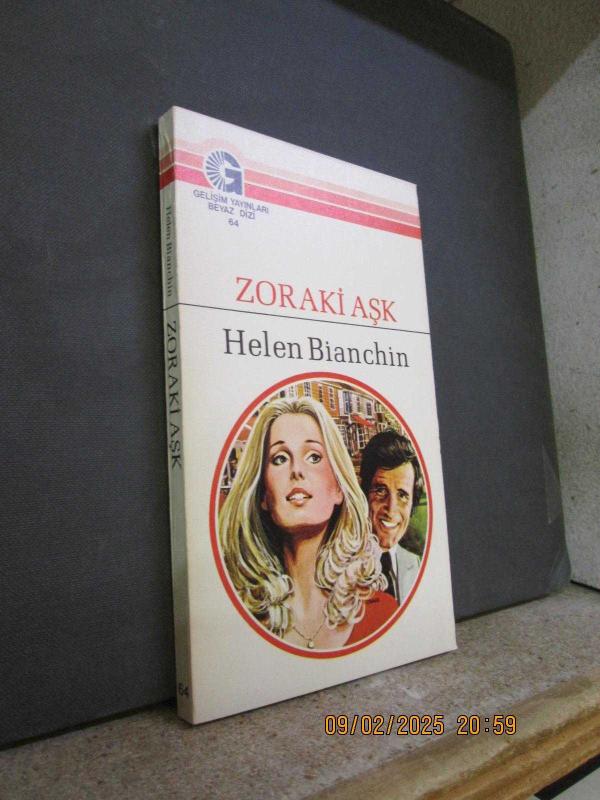 G
GELİŞİM YAYINLARI
BEYAZ DİZİ
64
ZORAKİ AŞK
Helen Bianchin
Helen Bianchin
ZORAKİ AŞK
64
09/02/2025 20:59